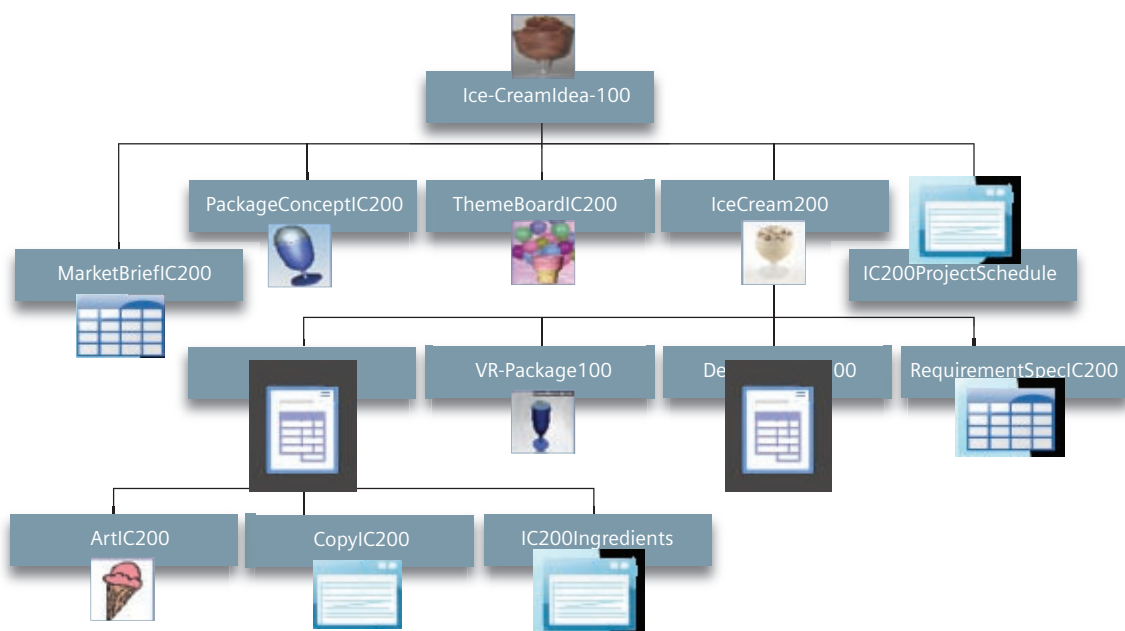 Ice-CreamIdea-100
PackageConceptIC200
ThemeBoardIC200
IceCream200
MarketBriefIC200
IC200ProjectSchedule
VR-Package100
RequirementSpecIC200
ArtIC200
CopyIC200
IC200Ingredients